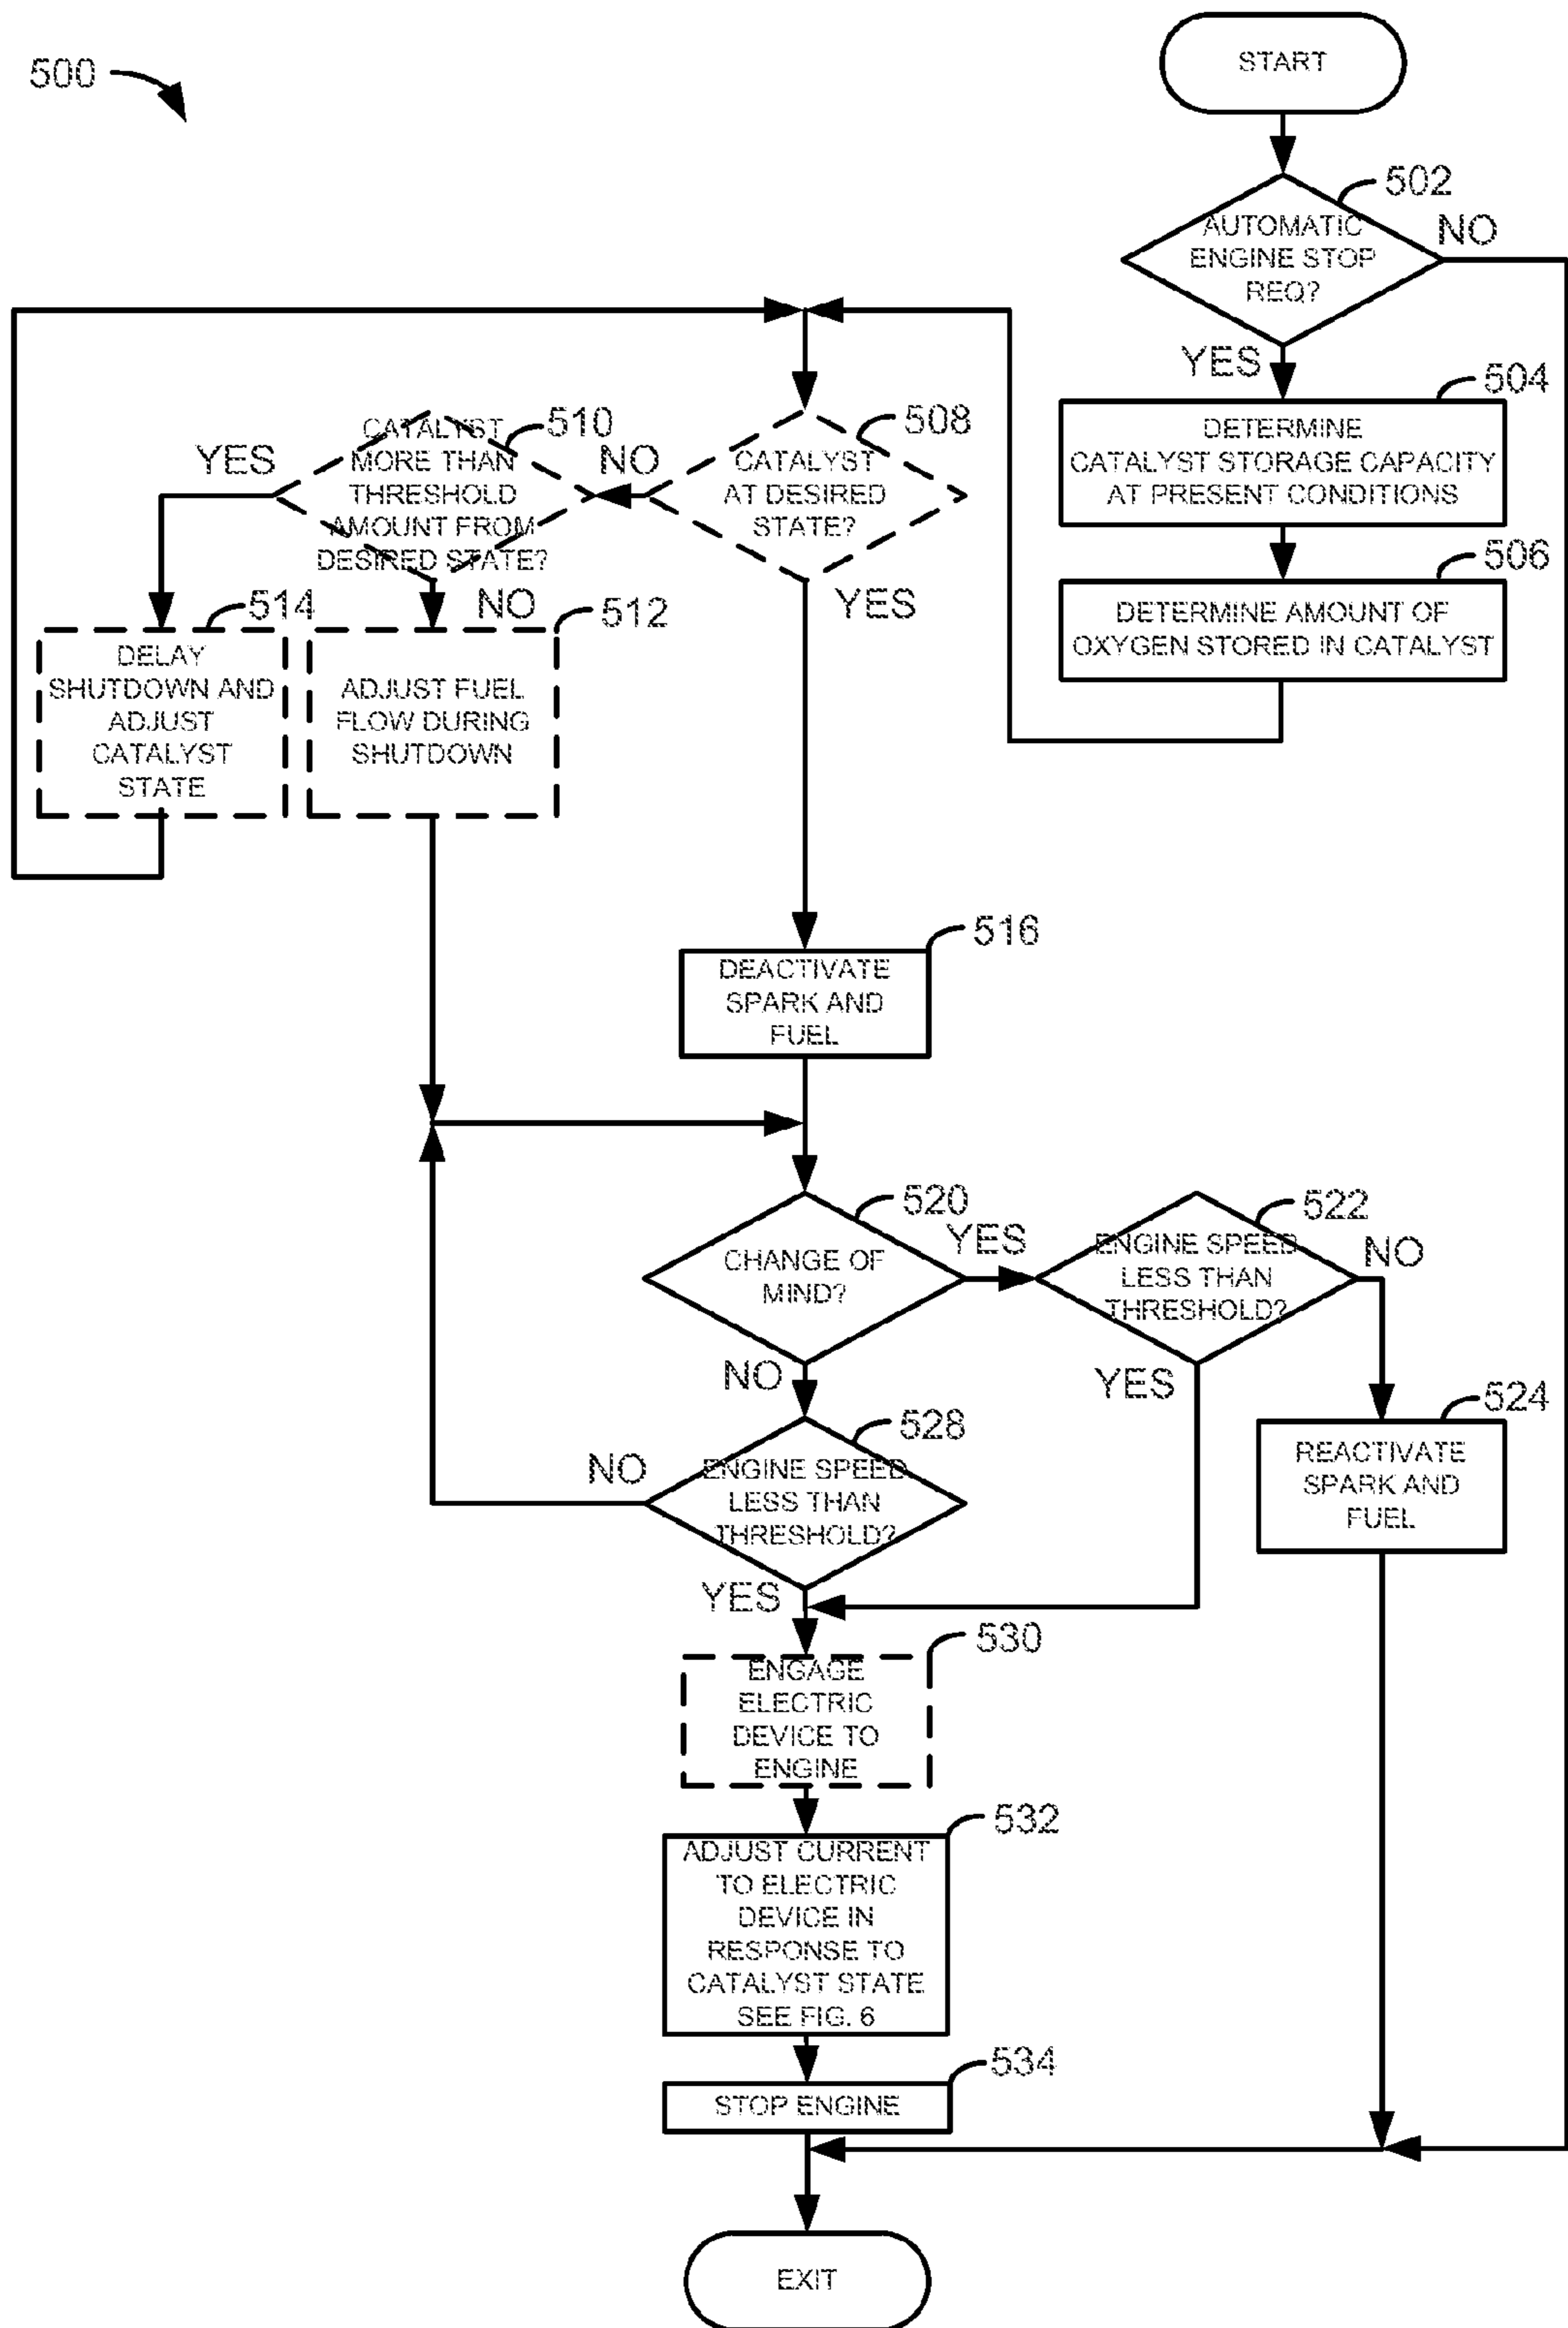 500
START
502
AUTOMATIC
ENGINE STOP
REQ?
NO
YES
504
DETERMINE
CATALYST STORAGE CAPACITY
AT PRESENT CONDITIONS
506
DETERMINE AMOUNT OF
OXYGEN STORED IN CATALYST
508
CATALYST
AT DESIRED
STATE?
NO
YES
510
CATALYST
MORE THAN
THRESHOLD
AMOUNT FROM
DESIRED STATE?
YES
NO
514
DELAY
SHUTDOWN AND
ADJUST
CATALYST
STATE
512
ADJUST FUEL
FLOW DURING
SHUTDOWN
516
DEACTIVATE
SPARK AND
FUEL
520
CHANGE OF
MIND?
YES
NO
522
ENGINE SPEED
LESS THAN
THRESHOLD?
NO
YES
524
REACTIVATE
SPARK AND
FUEL
528
ENGINE SPEED
LESS THAN
THRESHOLD?
NO
YES
530
ENGAGE
ELECTRIC
DEVICE TO
ENGINE
532
ADJUST CURRENT
TO ELECTRIC
DEVICE IN
RESPONSE TO
CATALYST STATE
SEE FIG. 6
534
STOP ENGINE
EXIT